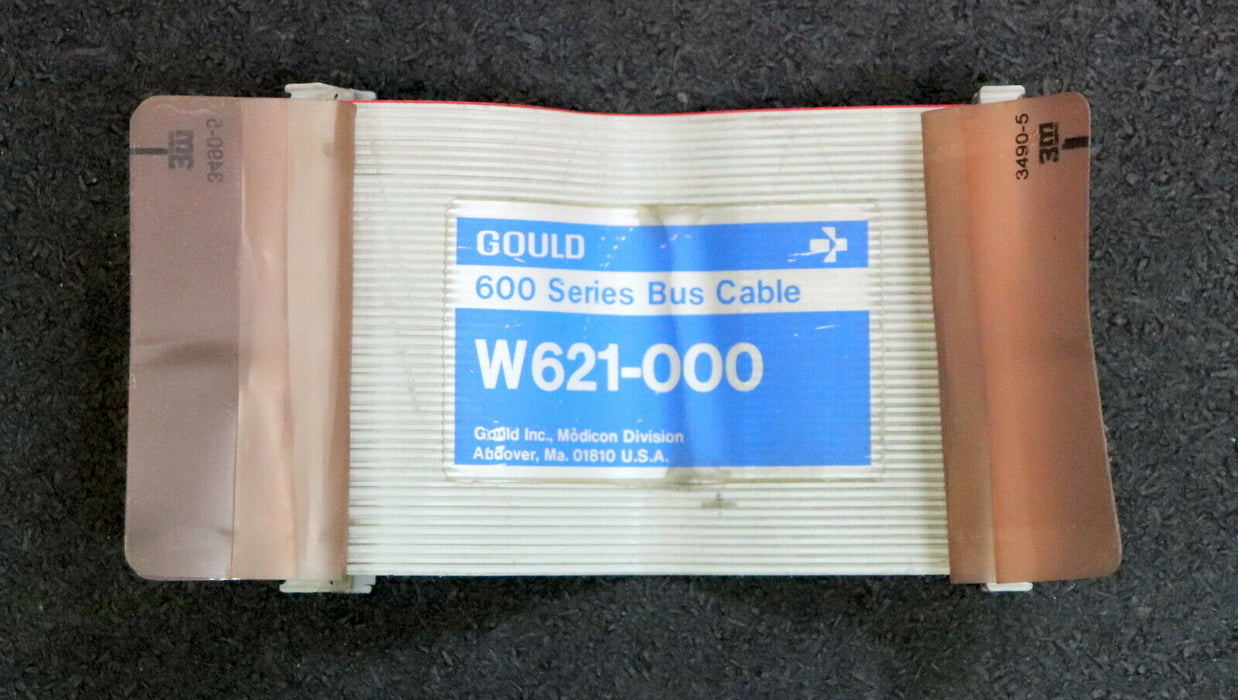 3M
3490-5
GOULD
600 Series Bus Cable
W621-000
Gould Inc., Modicon Division
Andover, Ma. 01810 U.S.A.
3490-5
3M